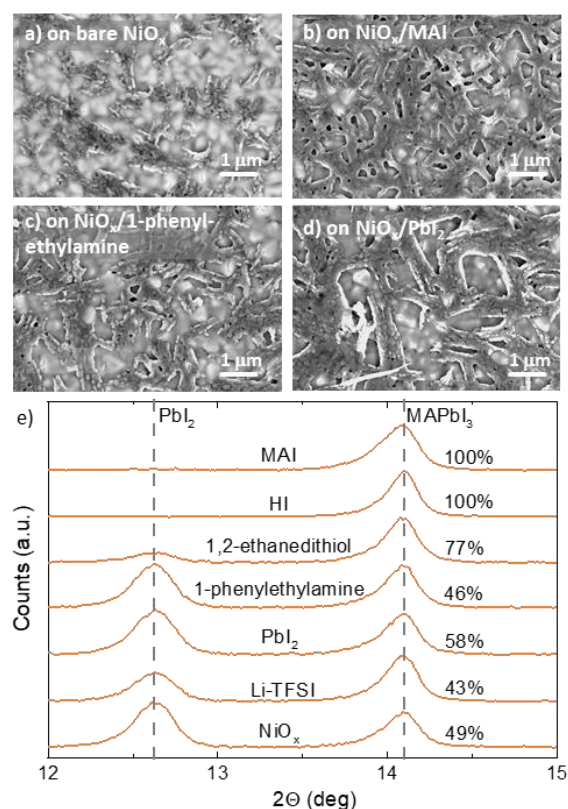 a) on bare NiOₓ
1 μm
b) on NiOₓ/MAI
1 μm
c) on NiOₓ/1-phenyl-
ethylamine
1 μm
d) on NiOₓ/PbI₂
1 μm
e)
PbI₂
MAPbI₃
MAI
100%
HI
100%
1,2-ethanedithiol
77%
1-phenylethylamine
46%
PbI₂
58%
Li-TFSI
43%
NiOₓ
49%
Counts (a.u.)
12 13 14 15
2Θ (deg)